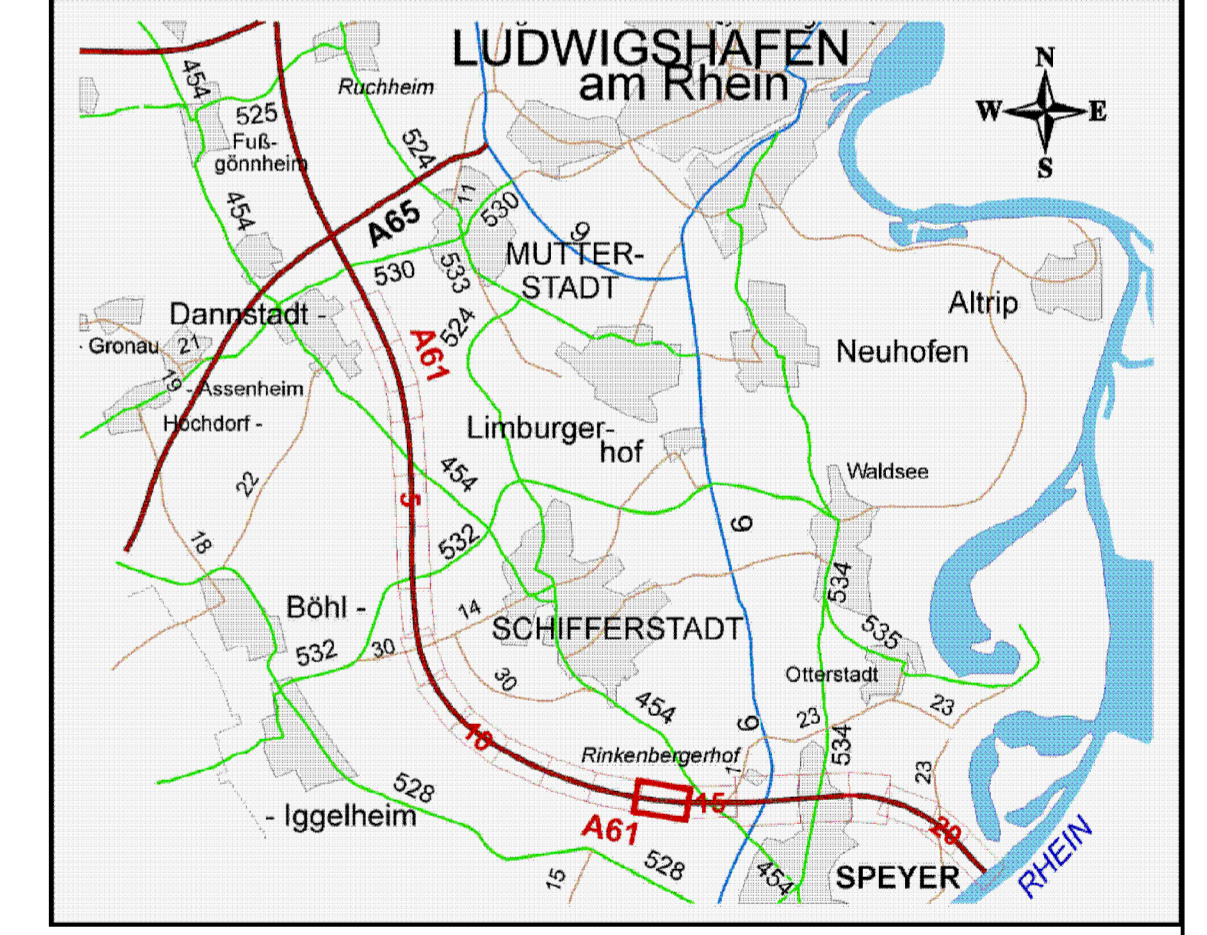 LUDWIGSHAFEN
am Rhein
N
W
E
S
454
525
Ruchheim
Fuß-
gönnheim
524
454
A65
11
530
9
530
533
MUTTER-
STADT
Dannstadt -
A61
524
Altrip
- Gronau
21
Neuhofen
19
- Assenheim
Hochdorf -
Limburger-
hof
22
454
5
Waldsee
18
532
9
534
Böhl -
14
SCHIFFERSTADT
535
532
30
30
Otterstadt
454
23
23
10
9
534
Rinkenbergerhof
1
23
528
15
- Iggelheim
A61
20
528
15
454
SPEYER
RHEIN